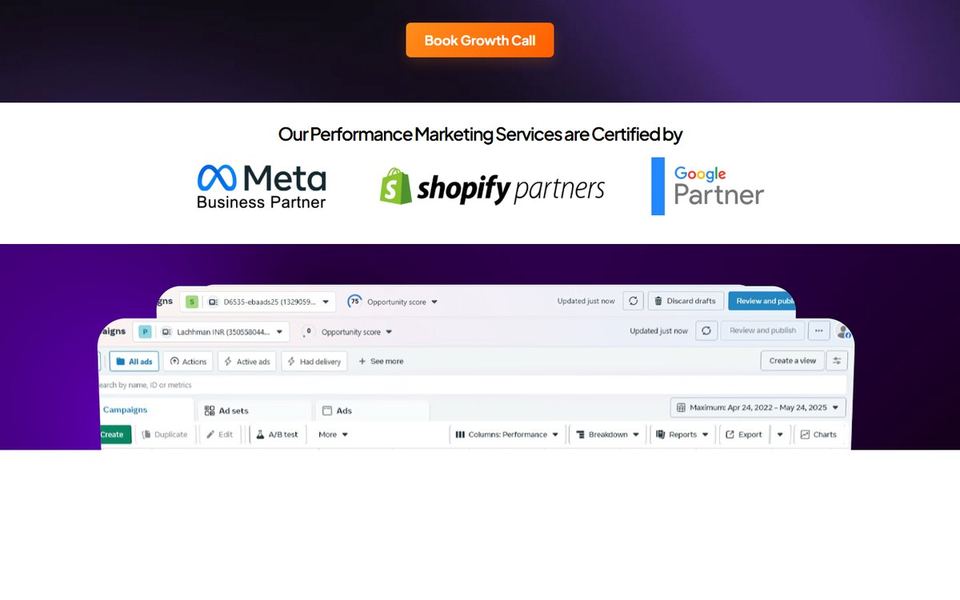 Book Growth Call
Our Performance Marketing Services are Certified by
Meta
Business Partner
shopify partners
Google
Partner
gns D6535-ebaads25 (1329059... Opportunity score Updated just now Discard drafts Review and publi
aigns P Lachhman INR (350558044... 0 Opportunity score Updated just now Review and publish ...
All ads Actions Active ads Had delivery + See more Create a view
earch by name, ID or metrics
Campaigns Ad sets Ads Maximum: Apr 24, 2022 – May 24, 2025
Create Duplicate Edit A/B test More Columns: Performance Breakdown Reports Export Charts